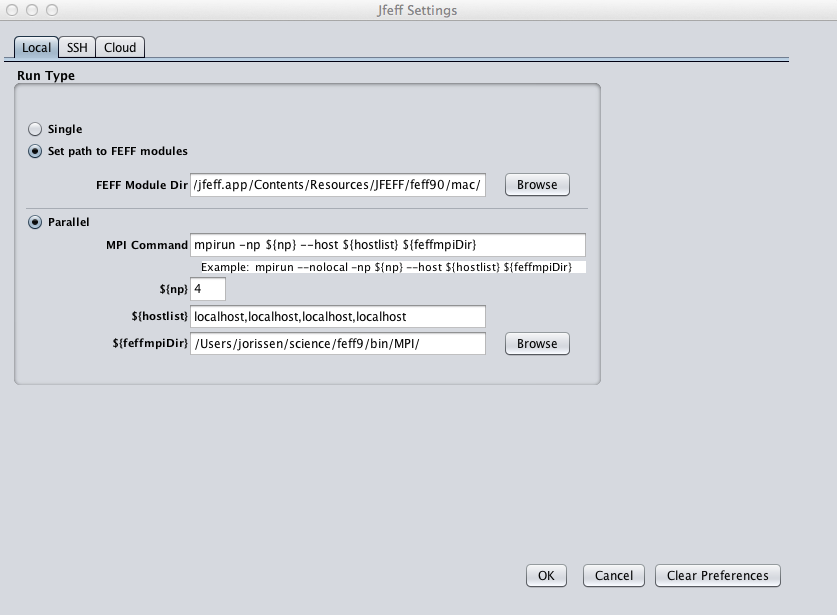 Jfeff Settings
Local SSH Cloud
Run Type
Single
Set path to FEFF modules
FEFF Module Dir /jfeff.app/Contents/Resources/JFEFF/feff90/mac/ Browse
Parallel
MPI Command mpirun -np ${np} --host ${hostlist} ${feffmpiDir}
Example: mpirun --nolocal -np ${np} --host ${hostlist} ${feffmpiDir}
${np} 4
${hostlist} localhost,localhost,localhost,localhost
${feffmpiDir} /Users/jorissen/science/feff9/bin/MPI/ Browse
OK Cancel Clear Preferences